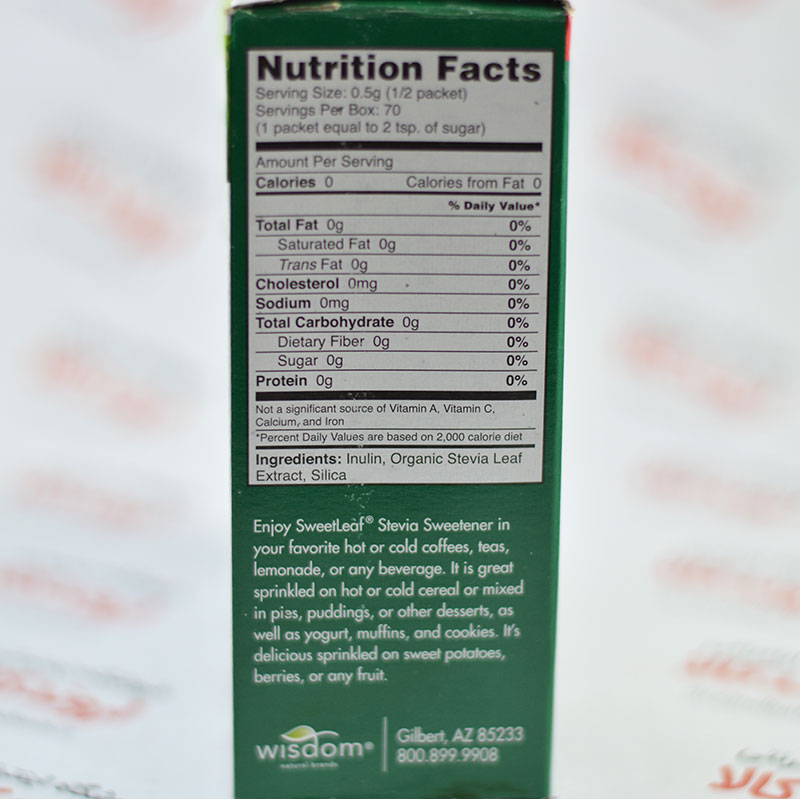 Nutrition Facts
Serving Size: 0.5g (1/2 packet)
Servings Per Box: 70
(1 packet equal to 2 tsp. of sugar)
Amount Per Serving
Calories 0 Calories from Fat 0
% Daily Value*
Total Fat 0g 0%
Saturated Fat 0g 0%
Trans Fat 0g 0%
Cholesterol 0mg 0%
Sodium 0mg 0%
Total Carbohydrate 0g 0%
Dietary Fiber 0g 0%
Sugar 0g 0%
Protein 0g 0%
Not a significant source of Vitamin A, Vitamin C,
Calcium, and Iron
*Percent Daily Values are based on 2,000 calorie diet
Ingredients: Inulin, Organic Stevia Leaf
Extract, Silica
Enjoy SweetLeaf® Stevia Sweetener in
your favorite hot or cold coffees, teas,
lemonade, or any beverage. It is great
sprinkled on hot or cold cereal or mixed
in pies, puddings, or other desserts, as
well as yogurt, muffins, and cookies. It's
delicious sprinkled on sweet potatoes,
berries, or any fruit.
wisdom®
natural brands
Gilbert, AZ 85233
800.899.9908
کالا